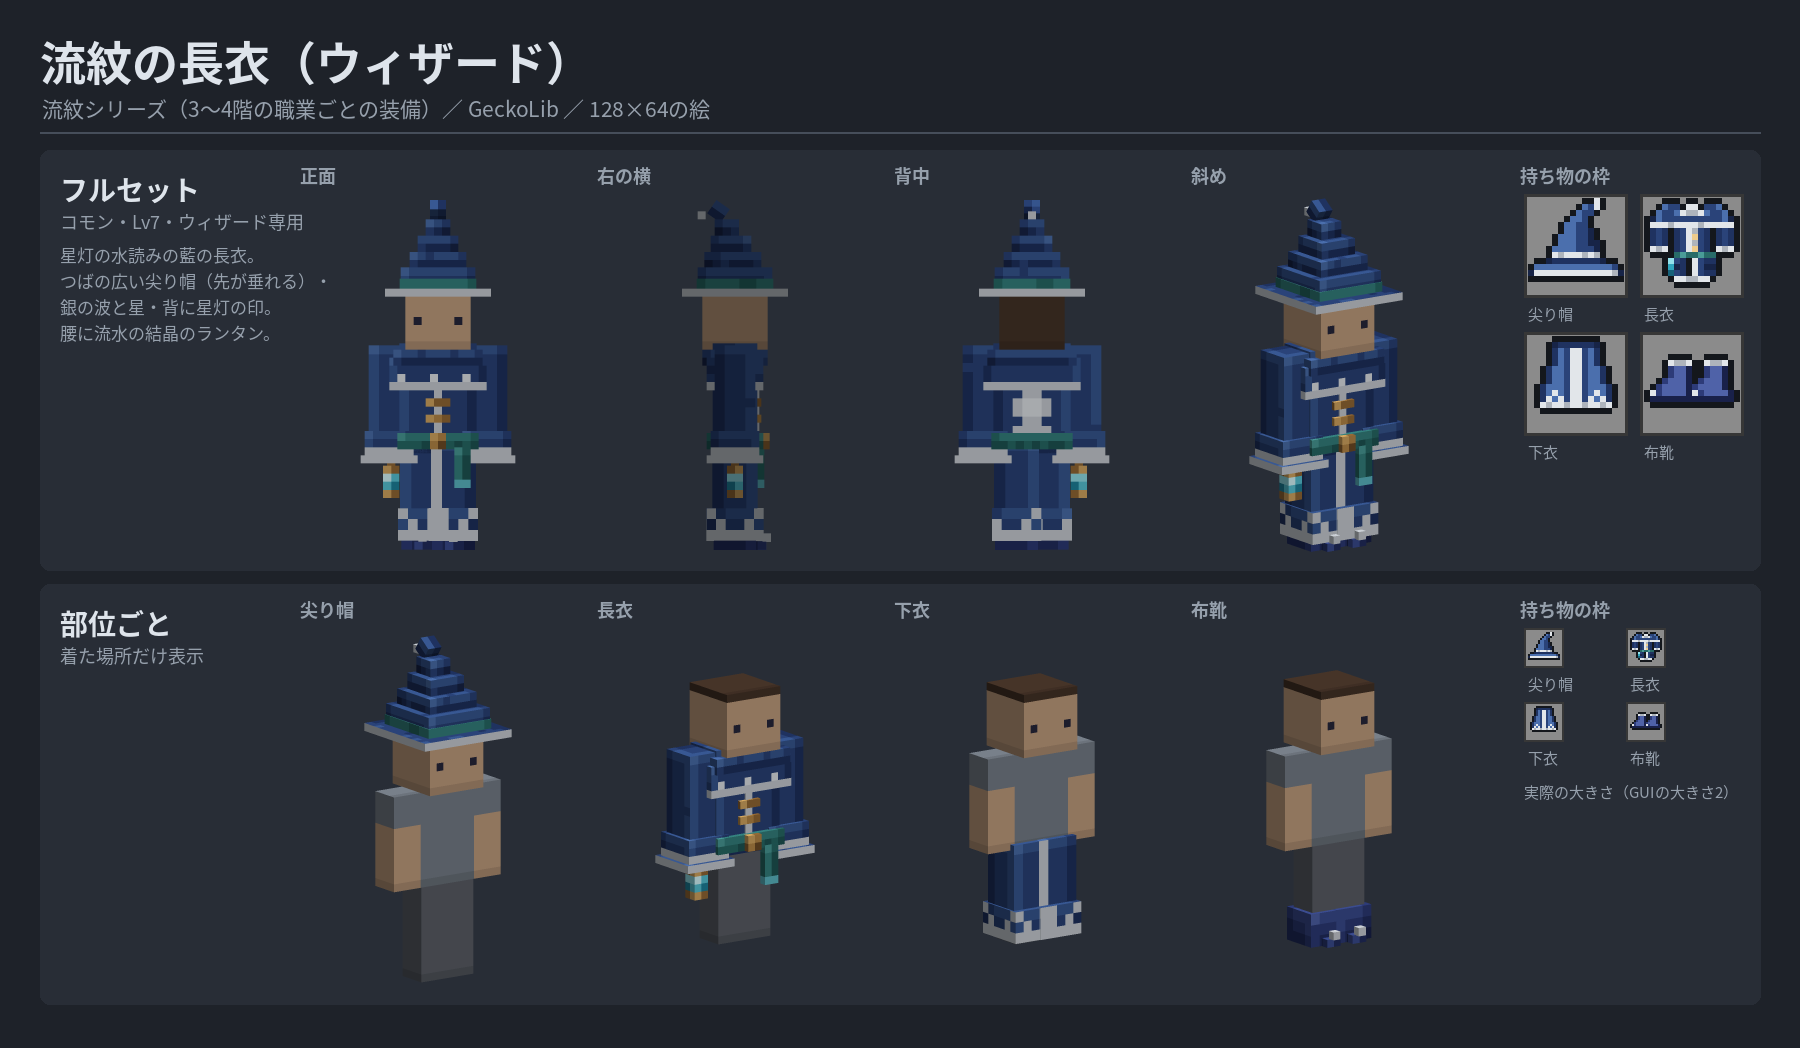 流紋の長衣（ウィザード）
流紋シリーズ（3〜4階の職業ごとの装備）／ GeckoLib ／ 128×64の絵
フルセット
コモン・Lv7・ウィザード専用
星灯の水読みの藍の長衣。
つばの広い尖り帽（先が垂れる）・
銀の波と星・背に星灯の印。
腰に流水の結晶のランタン。
正面
右の横
背中
斜め
持ち物の枠
尖り帽
長衣
下衣
布靴
部位ごと
着た場所だけ表示
尖り帽
長衣
下衣
布靴
持ち物の枠
尖り帽
長衣
下衣
布靴
実際の大きさ（GUIの大きさ2）